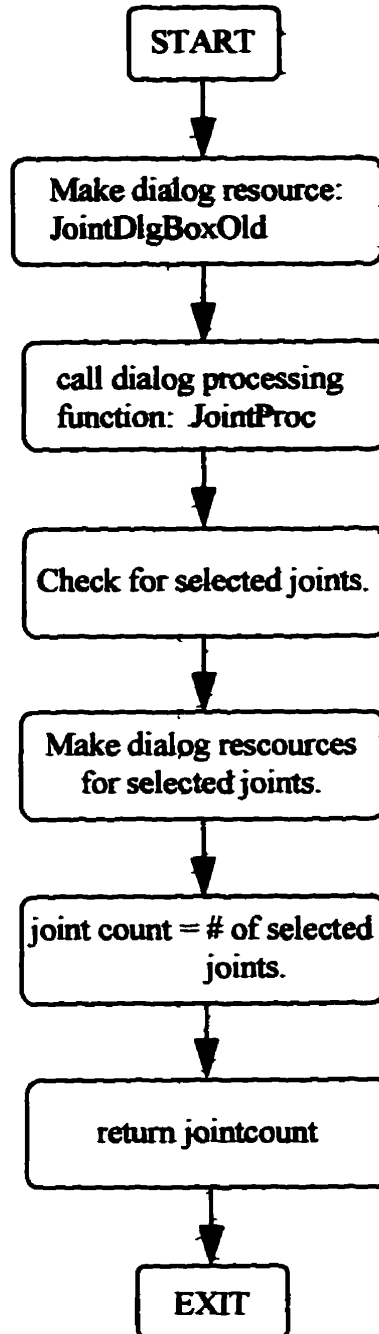 START
Make dialog resource:
JointDlgBoxOld
call dialog processing
function: JointProc
Check for selected joints.
Make dialog rescources
for selected joints.
joint count = # of selected
joints.
return jointcount
EXIT